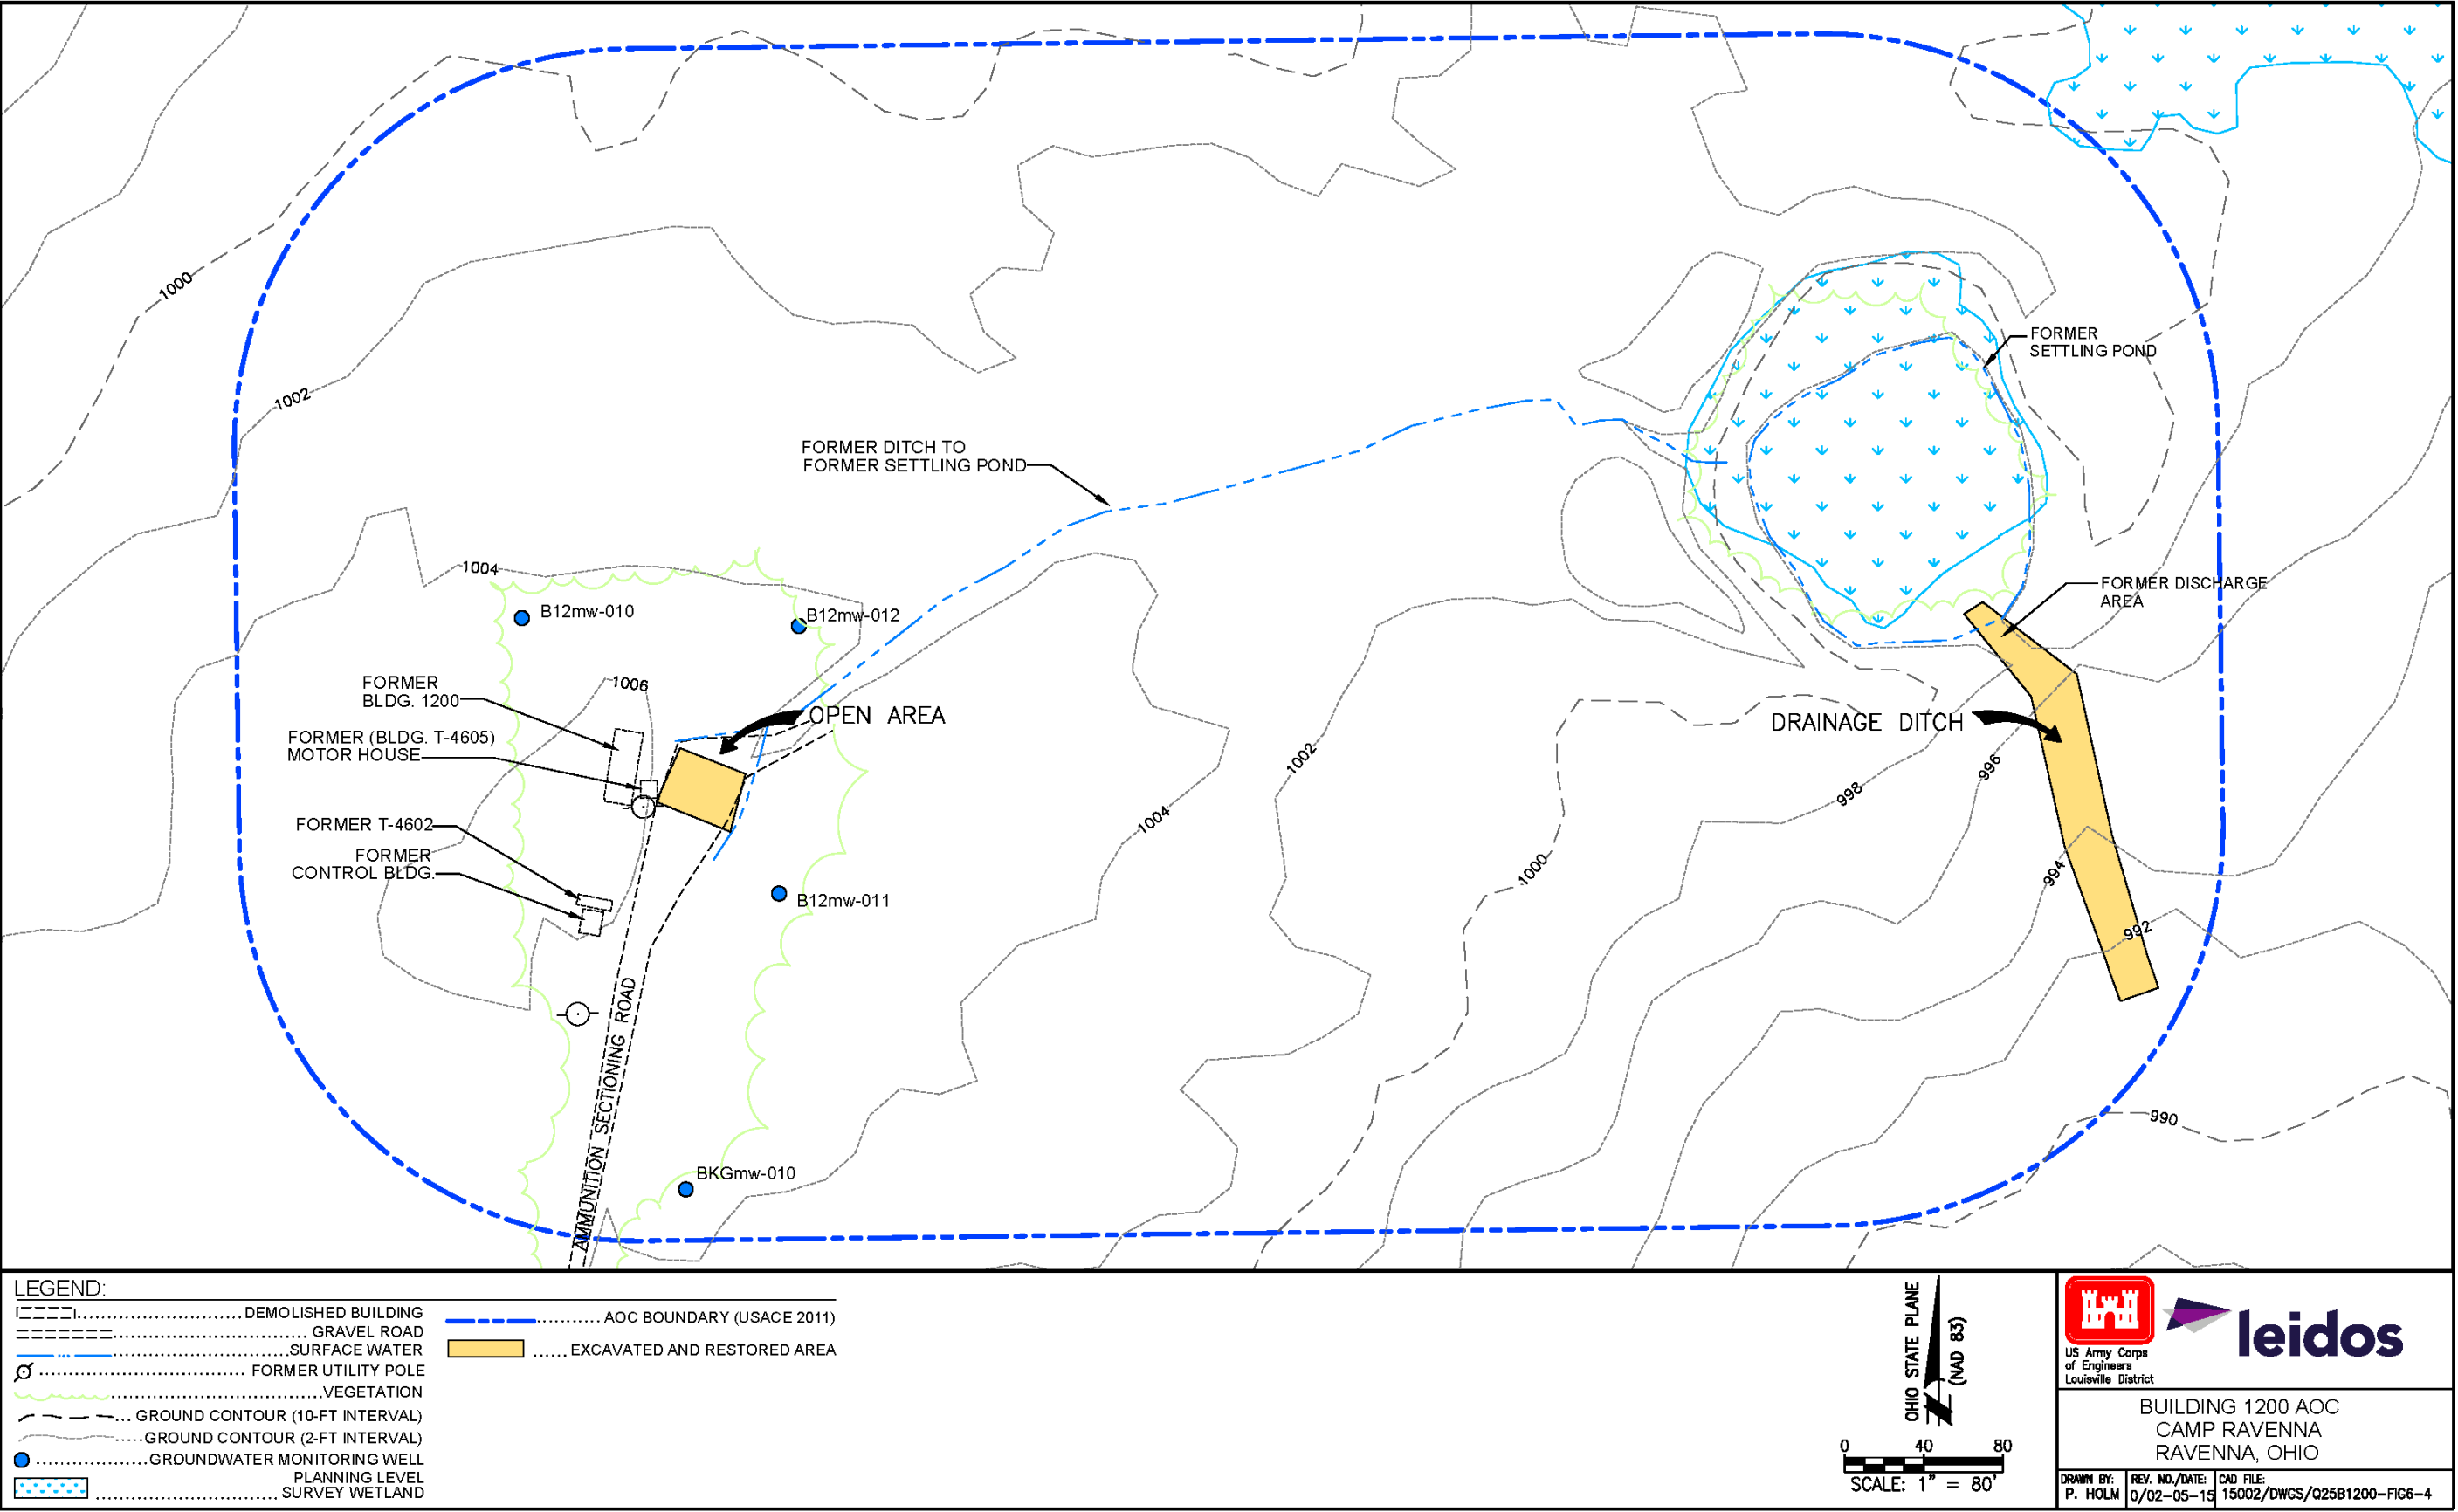 1000
1002
FORMER
SETTLING POND
FORMER DITCH TO
FORMER SETTLING POND
1004
B12mw-010
B12mw-012
FORMER DISCHARGE
AREA
FORMER
BLDG. 1200
1006
OPEN AREA
DRAINAGE DITCH
FORMER (BLDG. T-4605)
MOTOR HOUSE
1002
996
998
1004
FORMER T-4602
FORMER
CONTROL BLDG.
1000
994
B12mw-011
992
AMMUNITION SECTIONING ROAD
990
BKGmw-010
LEGEND:
DEMOLISHED BUILDING
GRAVEL ROAD
SURFACE WATER
FORMER UTILITY POLE
VEGETATION
GROUND CONTOUR (10-FT INTERVAL)
GROUND CONTOUR (2-FT INTERVAL)
GROUNDWATER MONITORING WELL
PLANNING LEVEL
SURVEY WETLAND
AOC BOUNDARY (USACE 2011)
EXCAVATED AND RESTORED AREA
OHIO STATE PLANE
(NAD 83)
0 40 80
SCALE: 1" = 80'
US Army Corps
of Engineers
Louisville District
leidos
BUILDING 1200 AOC
CAMP RAVENNA
RAVENNA, OHIO
DRAWN BY:
P. HOLM
REV. NO./DATE:
0/02-05-15
CAD FILE:
15002/DWGS/Q25B1200-FIG6-4